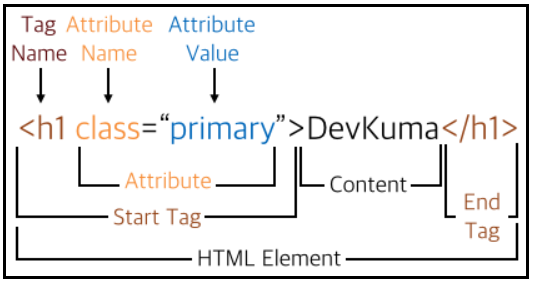 Tag Attribute Attribute
Name Name Value
<h1 class=“primary”>DevKuma</h1>
Attribute
Content
Start Tag
End
Tag
HTML Element